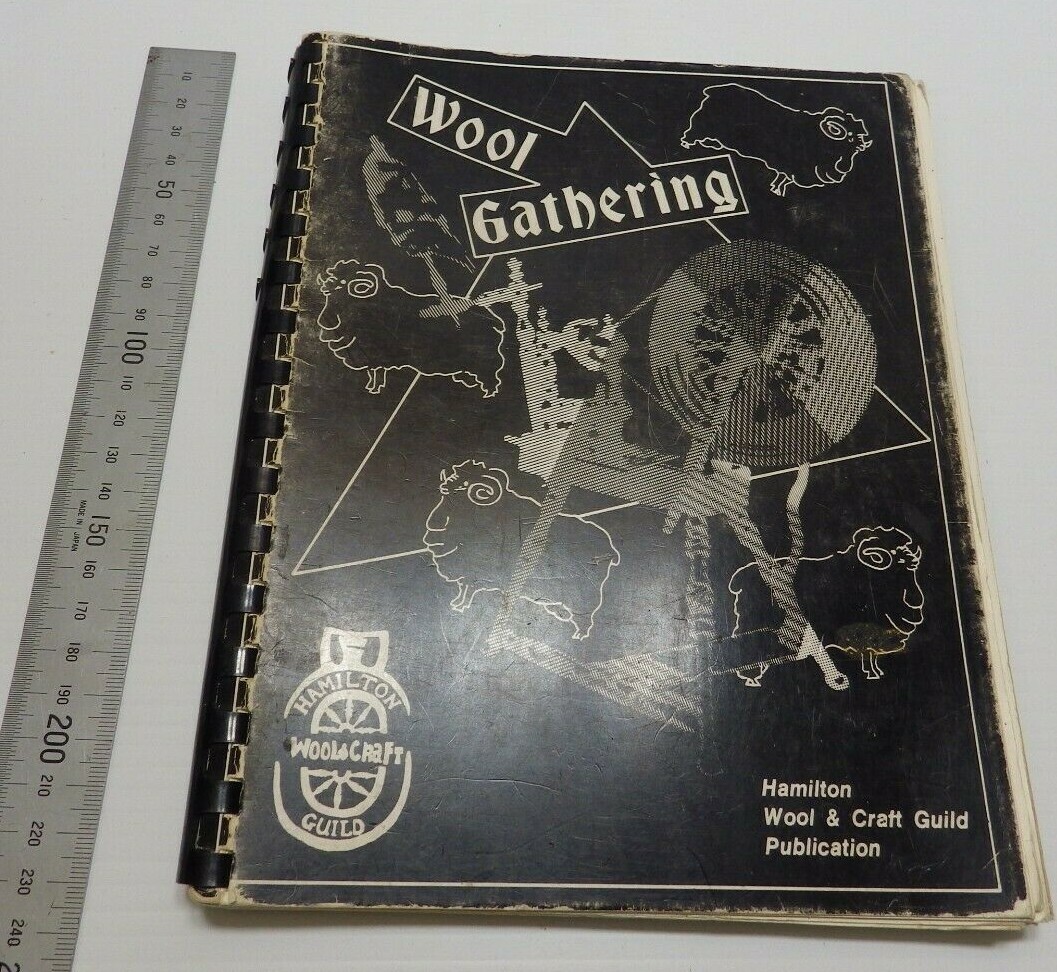 Wool
Gathering
HAMILTON
WOOL & CRAFT
GUILD
Hamilton
Wool & Craft Guild
Publication
10
20
30
40
50
60
70
80
90
100
110
120
130
140
MADE IN JAPAN
150
160
170
180
190
200
210
220
230
240